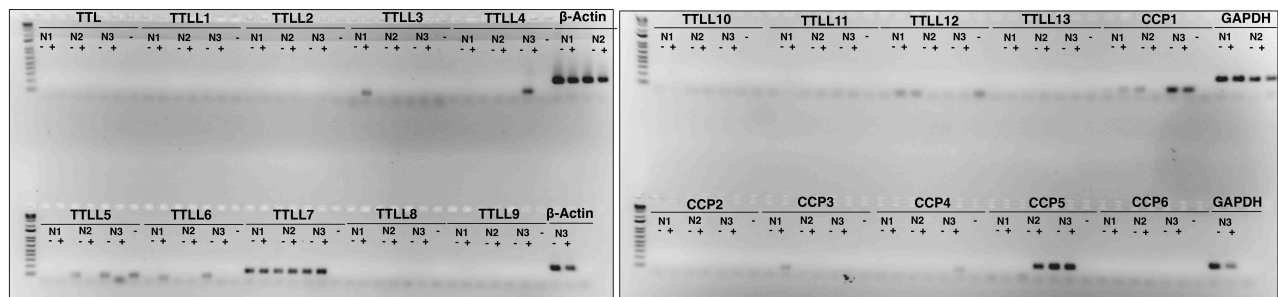 TTL TTLL1 TTLL2 TTLL3 TTLL4 β-Actin
N1 N2 N3 - N1 N2 N3 - N1 N2 N3 - N1 N2 N3 - N1 N2 N3 - N1 N2
- + - + - + - + - + - + - + - + - + - + - + - + - + - + - + - + - +
TTLL5 TTLL6 TTLL7 TTLL8 TTLL9 β-Actin
N1 N2 N3 - N1 N2 N3 - N1 N2 N3 - N1 N2 N3 - N1 N2 N3 - N3
- + - + - + - + - + - + - + - + - + - + - + - + - + - + - + - +
TTLL10 TTLL11 TTLL12 TTLL13 CCP1 GAPDH
N1 N2 N3 - N1 N2 N3 - N1 N2 N3 - N1 N2 N3 - N1 N2 N3 - N1 N2
- + - + - + - + - + - + - + - + - + - + - + - + - + - + - + - + - +
CCP2 CCP3 CCP4 CCP5 CCP6 GAPDH
N1 N2 N3 - N1 N2 N3 - N1 N2 N3 - N1 N2 N3 - N1 N2 N3 - N3
- + - + - + - + - + - + - + - + - + - + - + - + - + - + - + - +